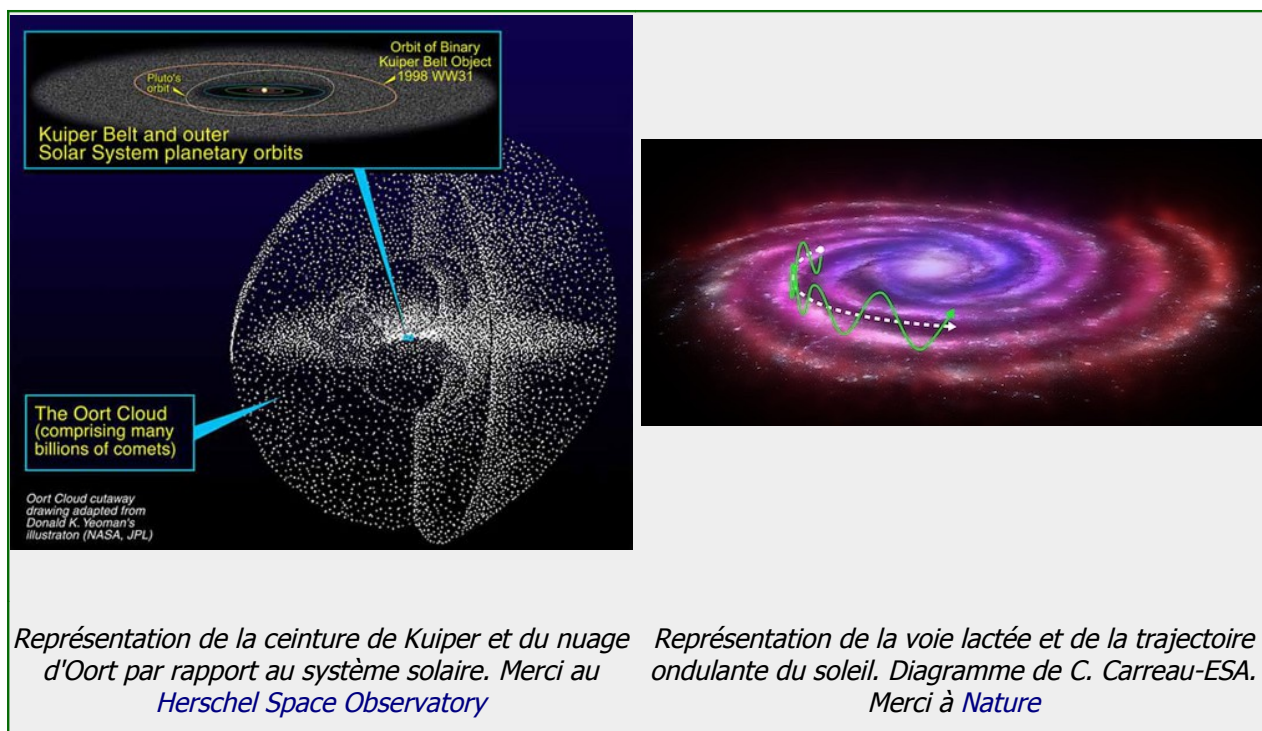 Orbit of Binary
Kuiper Belt Object
1998 WW31
Pluto's
orbit
Kuiper Belt and outer
Solar System planetary orbits
The Oort Cloud
(comprising many
billions of comets)
Oort Cloud cutaway
drawing adapted from
Donald K. Yeoman's
illustraton (NASA, JPL)
Représentation de la ceinture de Kuiper et du nuage
d'Oort par rapport au système solaire. Merci au
Herschel Space Observatory
Représentation de la voie lactée et de la trajectoire
ondulante du soleil. Diagramme de C. Carreau-ESA.
Merci à Nature